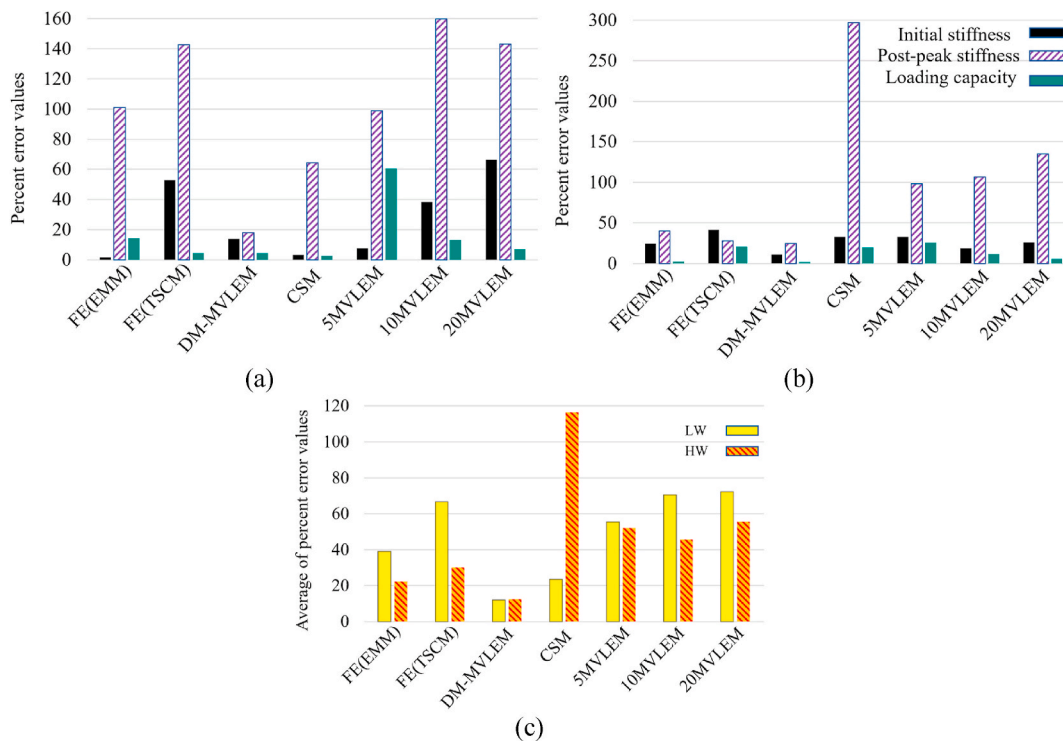 Percent error values
160
140
120
100
80
60
40
20
0
FE(EMM)
FE(TSCM)
DM-MVLEM
CSM
5MVLEM
10MVLEM
20MVLEM
(a)
Percent error values
300
250
200
150
100
50
0
Initial stiffness
Post-peak stiffness
Loading capacity
FE(EMM)
FE(TSCM)
DM-MVLEM
CSM
5MVLEM
10MVLEM
20MVLEM
(b)
Average of percent error values
120
100
80
60
40
20
0
LW
HW
FE(EMM)
FE(TSCM)
DM-MVLEM
CSM
5MVLEM
10MVLEM
20MVLEM
(c)